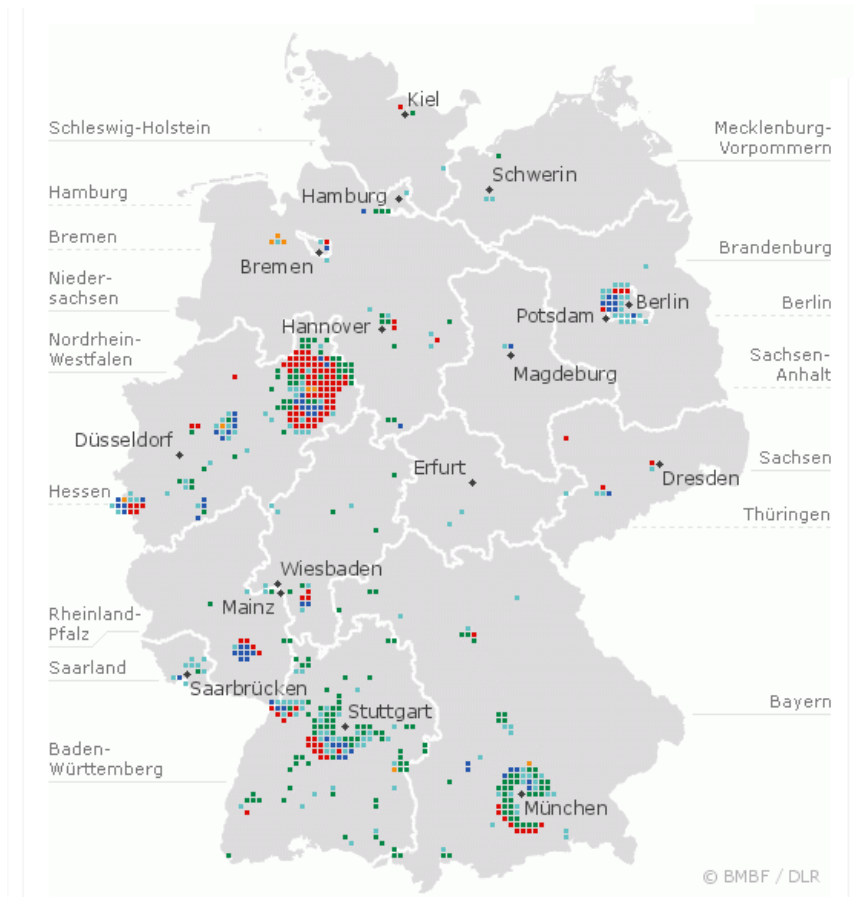 Kiel
Schleswig-Holstein
Mecklenburg-
Vorpommern
Schwerin
Hamburg
Hamburg
Bremen
Brandenburg
Bremen
Nieder-
sachsen
Berlin
Berlin
Potsdam
Hannover
Nordrhein-
Westfalen
Sachsen-
Anhalt
Magdeburg
Düsseldorf
Erfurt
Sachsen
Dresden
Hessen
Thüringen
Wiesbaden
Mainz
Rheinland-
Pfalz
Saarland
Saarbrücken
Bayern
Stuttgart
Baden-
Württemberg
München
© BMBF / DLR